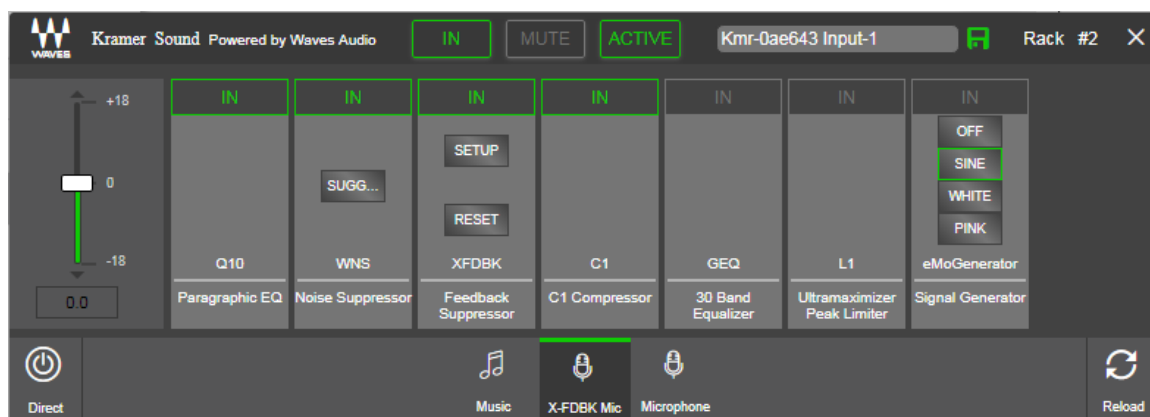 WAVES
Kramer Sound Powered by Waves Audio
IN
MUTE
ACTIVE
Kmr-0ae643 Input-1
Rack #2
+18
0
-18
0.0
IN
Q10
Paragraphic EQ
IN
SUGG...
WNS
Noise Suppressor
IN
SETUP
RESET
XFDBK
Feedback
Suppressor
IN
C1
C1 Compressor
IN
GEQ
30 Band
Equalizer
IN
L1
Ultramaximizer
Peak Limiter
IN
OFF
SINE
WHITE
PINK
eMoGenerator
Signal Generator
Direct
Music
X-FDBK Mic
Microphone
Reload